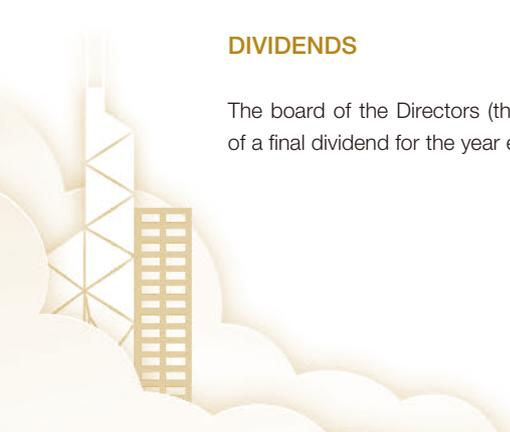 DIVIDENDS
The board of the Directors (th
of a final dividend for the year e